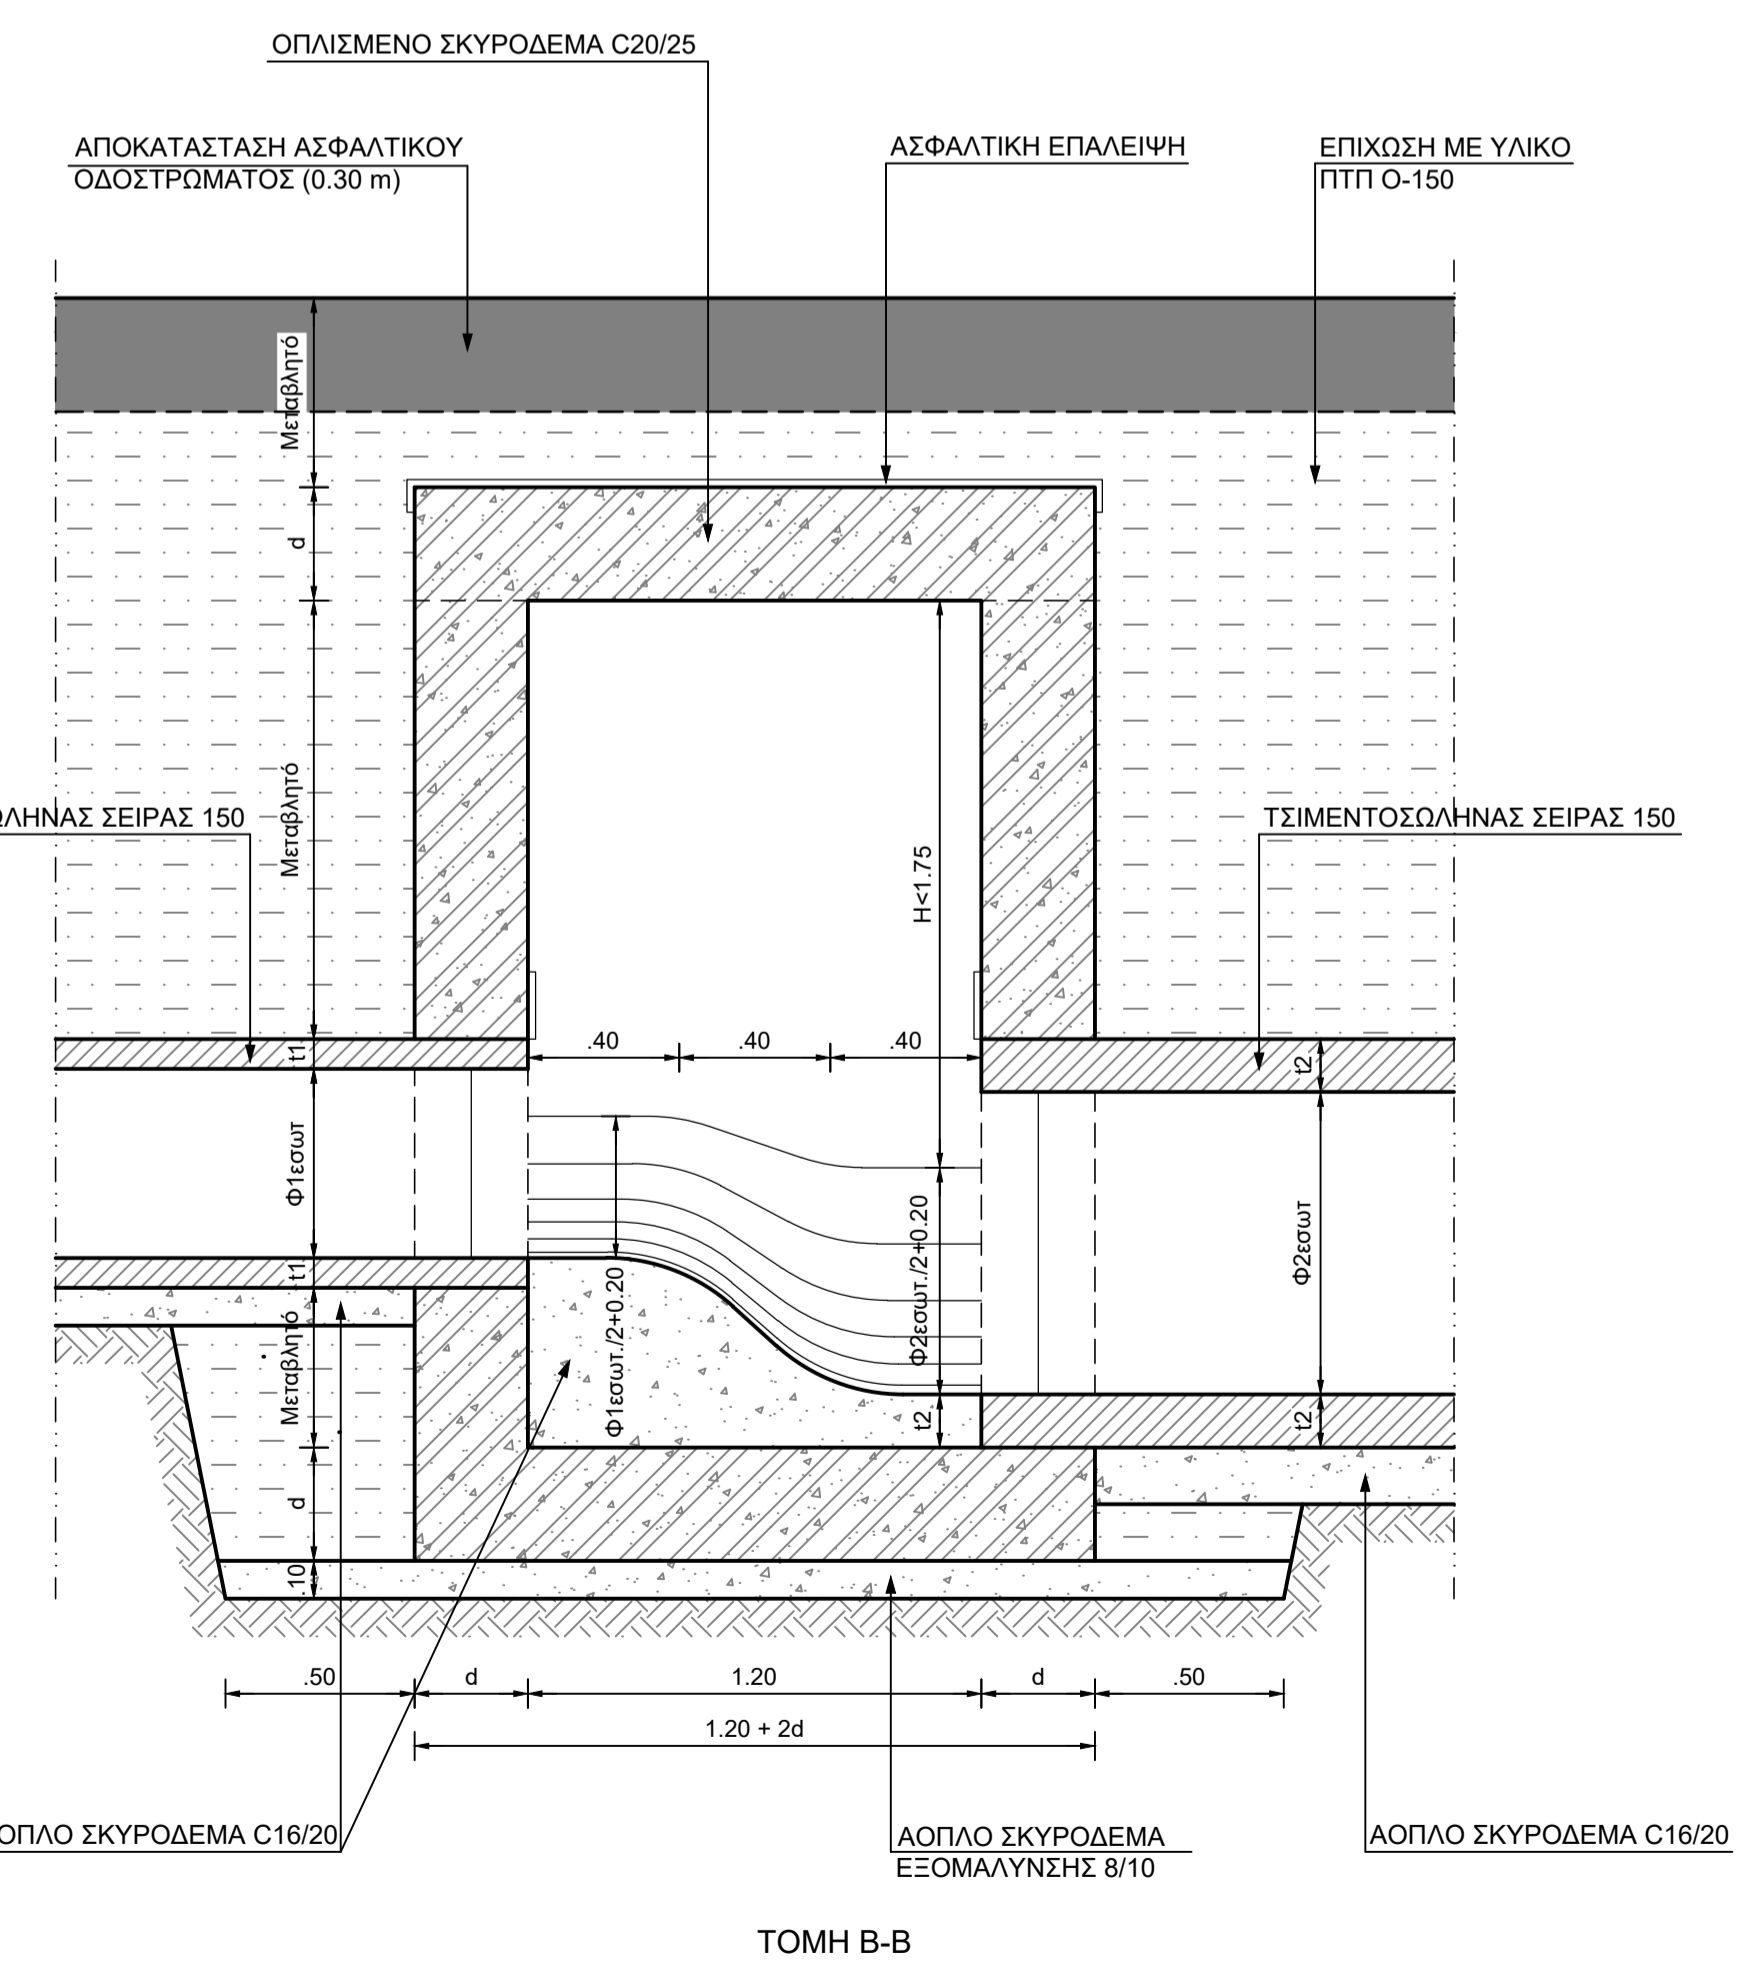 ΟΠΛΙΣΜΕΝΟ ΣΚΥΡΟΔΕΜΑ C20/25
ΑΠΟΚΑΤΑΣΤΑΣΗ ΑΣΦΑΛΤΙΚΟΥ
ΟΔΟΣΤΡΩΜΑΤΟΣ (0.30 m)
ΑΣΦΑΛΤΙΚΗ ΕΠΑΛΕΙΨΗ
ΕΠΙΧΩΣΗ ΜΕ ΥΛΙΚΟ
ΠΤΠ Ο-150
Μεταβλητό
d
Μεταβλητό
ΩΛΗΝΑΣ ΣΕΙΡΑΣ 150
ΤΣΙΜΕΝΤΟΣΩΛΗΝΑΣ ΣΕΙΡΑΣ 150
H<1.75
.40
.40
.40
t1
t2
Φ1εσωτ
Φ2εσωτ
Φ1εσωτ./2+0.20
Φ2εσωτ./2+0.20
t1
Μεταβλητό
t2
t2
d
.10
.50
d
1.20
d
.50
1.20 + 2d
ΟΠΛΟ ΣΚΥΡΟΔΕΜΑ C16/20
ΑΟΠΛΟ ΣΚΥΡΟΔΕΜΑ
ΕΞΟΜΑΛΥΝΣΗΣ 8/10
ΑΟΠΛΟ ΣΚΥΡΟΔΕΜΑ C16/20
ΤΟΜΗ Β-Β